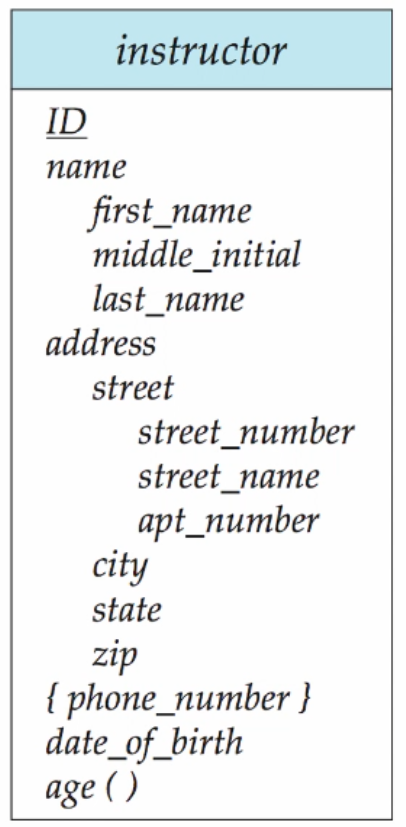 instructor
ID
name
first_name
middle_initial
last_name
address
street
street_number
street_name
apt_number
city
state
zip
{ phone_number }
date_of_birth
age ( )